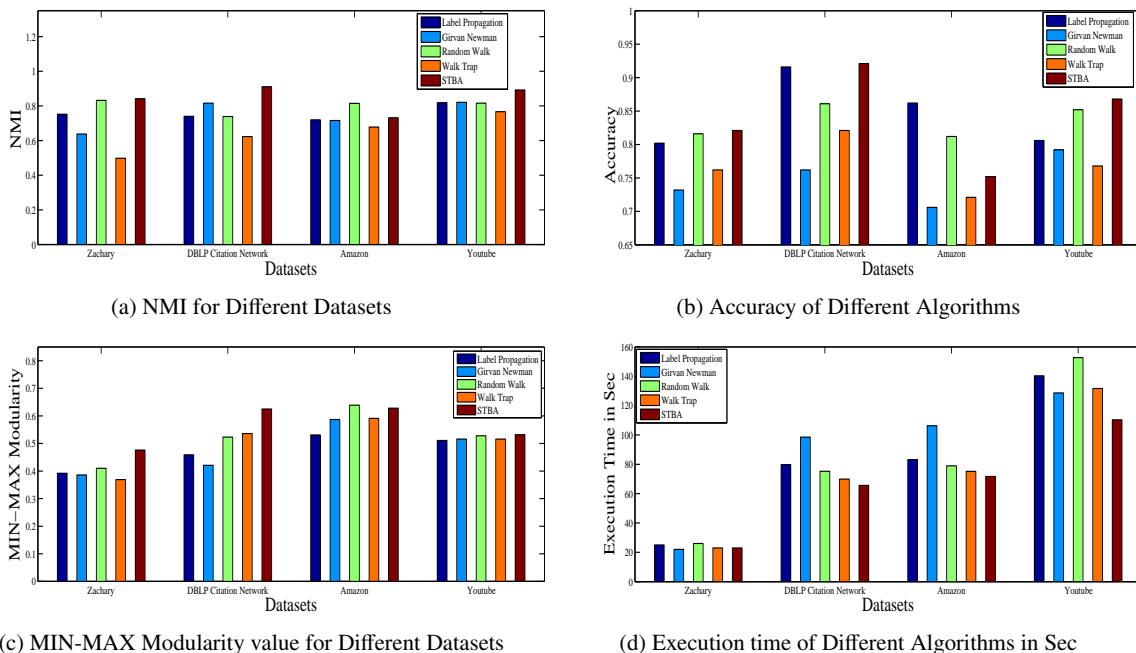 NMI
1.2
1
0.8
0.6
0.4
0.2
0
Label Propagation
Girvan Newman
Random Walk
Walk Trap
STBA
Zachary
DBLP Citation Network
Amazon
Youtube
Datasets
(a) NMI for Different Datasets
Accuracy
1
0.95
0.9
0.85
0.8
0.75
0.7
0.65
Label Propagation
Girvan Newman
Random Walk
Walk Trap
STBA
Zachary
DBLP Citation Network
Amazon
Youtube
Datasets
(b) Accuracy of Different Algorithms
MIN−MAX Modularity
0.8
0.7
0.6
0.5
0.4
0.3
0.2
0.1
0
Label Propagation
Girvan Newman
Random Walk
Walk Trap
STBA
Zachary
DBLP Citation Network
Amazon
Youtube
Datasets
(c) MIN-MAX Modularity value for Different Datasets
Execution Time in Sec
160
140
120
100
80
60
40
20
0
Label Propagation
Girvan Newman
Random Walk
Walk Trap
STBA
Zachary
DBLP Citation Network
Amazon
Youtube
Datasets
(d) Execution time of Different Algorithms in Sec